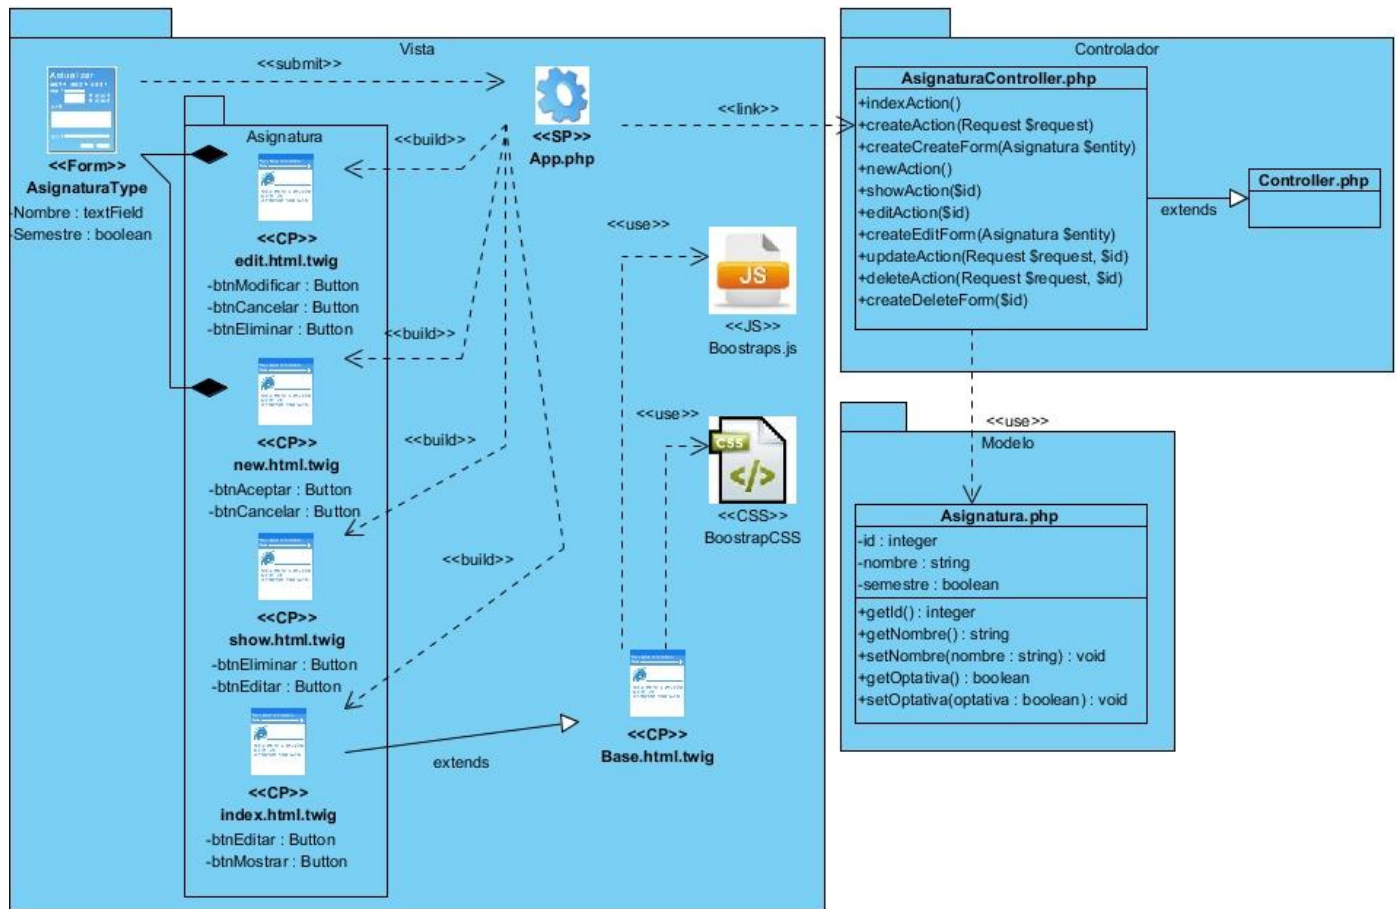 Vista
<<submit>>
Actualizar
<<Form>>
AsignaturaType
-Nombre : textField
-Semestre : boolean
Asignatura
<<build>>
<<CP>>
edit.html.twig
-btnModificar : Button
-btnCancelar : Button
-btnEliminar : Button
<<build>>
<<CP>>
new.html.twig
-btnAceptar : Button
-btnCancelar : Button
<<build>>
<<CP>>
show.html.twig
-btnEliminar : Button
-btnEditar : Button
<<build>>
<<CP>>
index.html.twig
-btnEditar : Button
-btnMostrar : Button
extends
<<SP>>
App.php
<<link>>
<<use>>
JS
<<JS>>
Boostraps.js
<<use>>
CSS
</>
<<CSS>>
BoostrapCSS
<<CP>>
Base.html.twig
Controlador
AsignaturaController.php
+indexAction()
+createAction(Request $request)
+createCreateForm(Asignatura $entity)
+newAction()
+showAction($id)
+editAction($id)
+createEditForm(Asignatura $entity)
+updateAction(Request $request, $id)
+deleteAction(Request $request, $id)
+createDeleteForm($id)
extends
Controller.php
<<use>>
Modelo
Asignatura.php
-id : integer
-nombre : string
-semestre : boolean
+getId() : integer
+getNombre() : string
+setNombre(nombre : string) : void
+getOptativa() : boolean
+setOptativa(optativa : boolean) : void